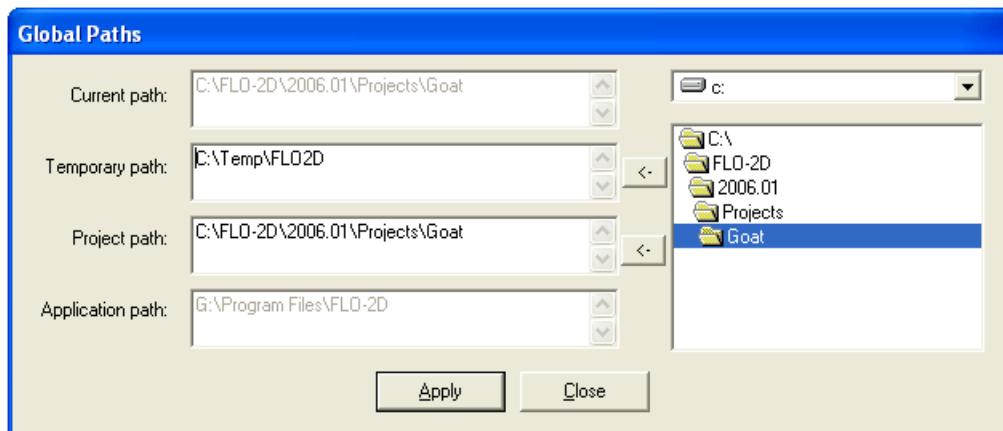 Global Paths
Current path:
C:\FLO-2D\2006.01\Projects\Goat
Temporary path:
C:\Temp\FLO2D
<-
Project path:
C:\FLO-2D\2006.01\Projects\Goat
<-
Application path:
G:\Program Files\FLO-2D
c:
C:\
FLO-2D
2006.01
Projects
Goat
Apply
Close